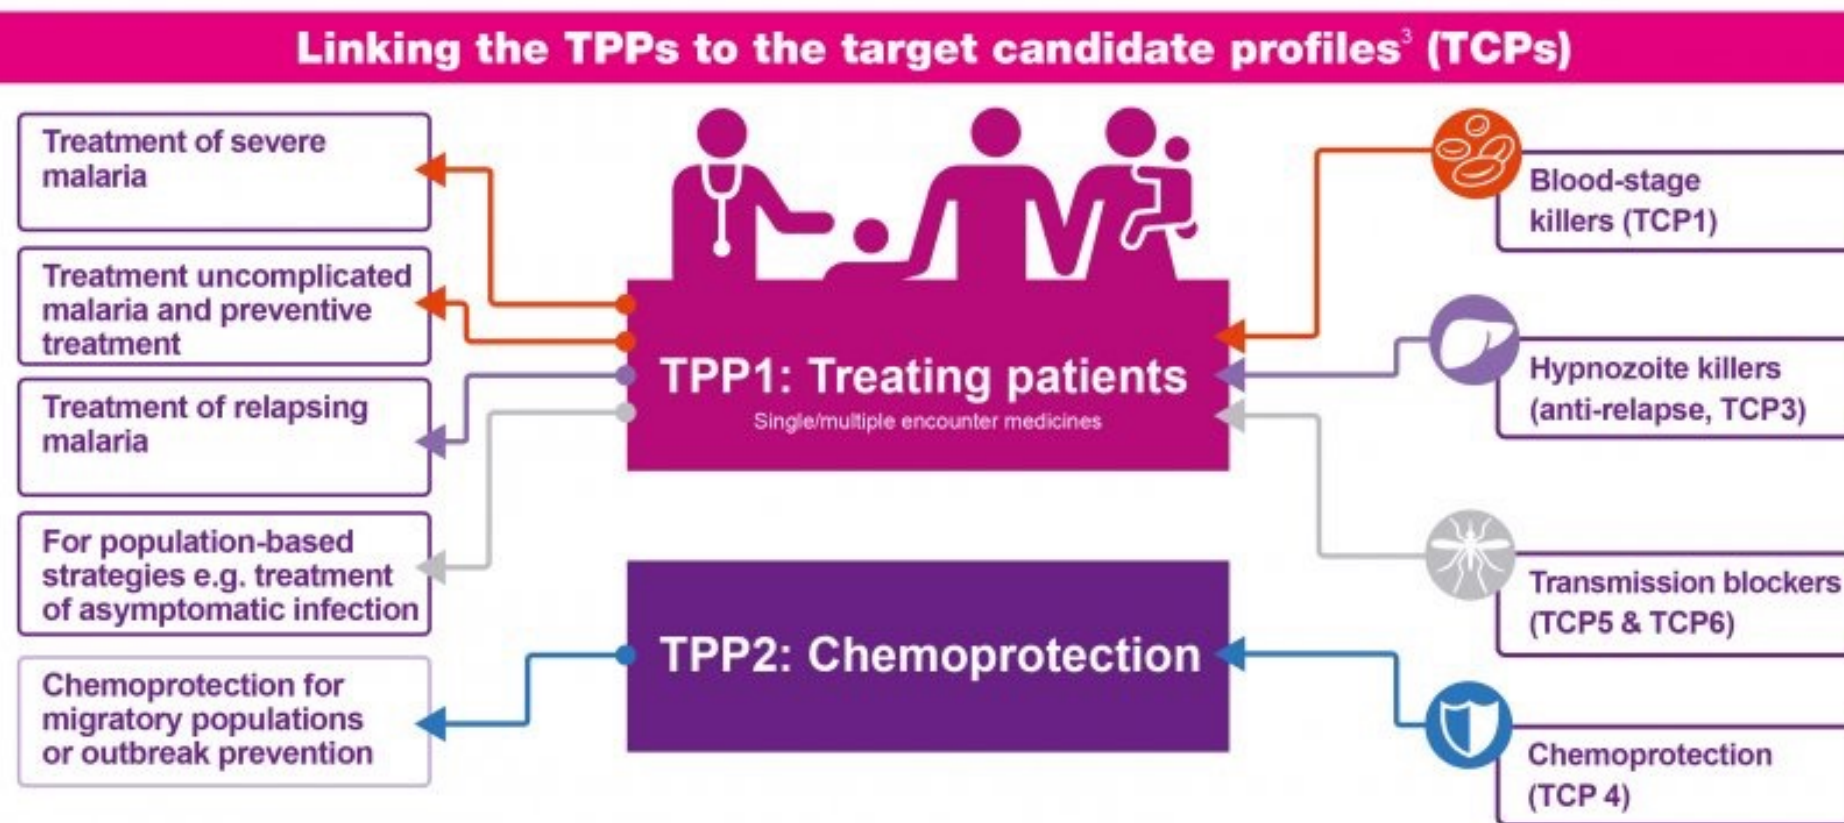 Linking the TPPs to the target candidate profiles³ (TCPs)
Treatment of severe
malaria
Treatment uncomplicated
malaria and preventive
treatment
Treatment of relapsing
malaria
For population-based
strategies e.g. treatment
of asymptomatic infection
Chemoprotection for
migratory populations
or outbreak prevention
TPP1: Treating patients
Single/multiple encounter medicines
TPP2: Chemoprotection
Blood-stage
killers (TCP1)
Hypnozoite killers
(anti-relapse, TCP3)
Transmission blockers
(TCP5 & TCP6)
Chemoprotection
(TCP 4)